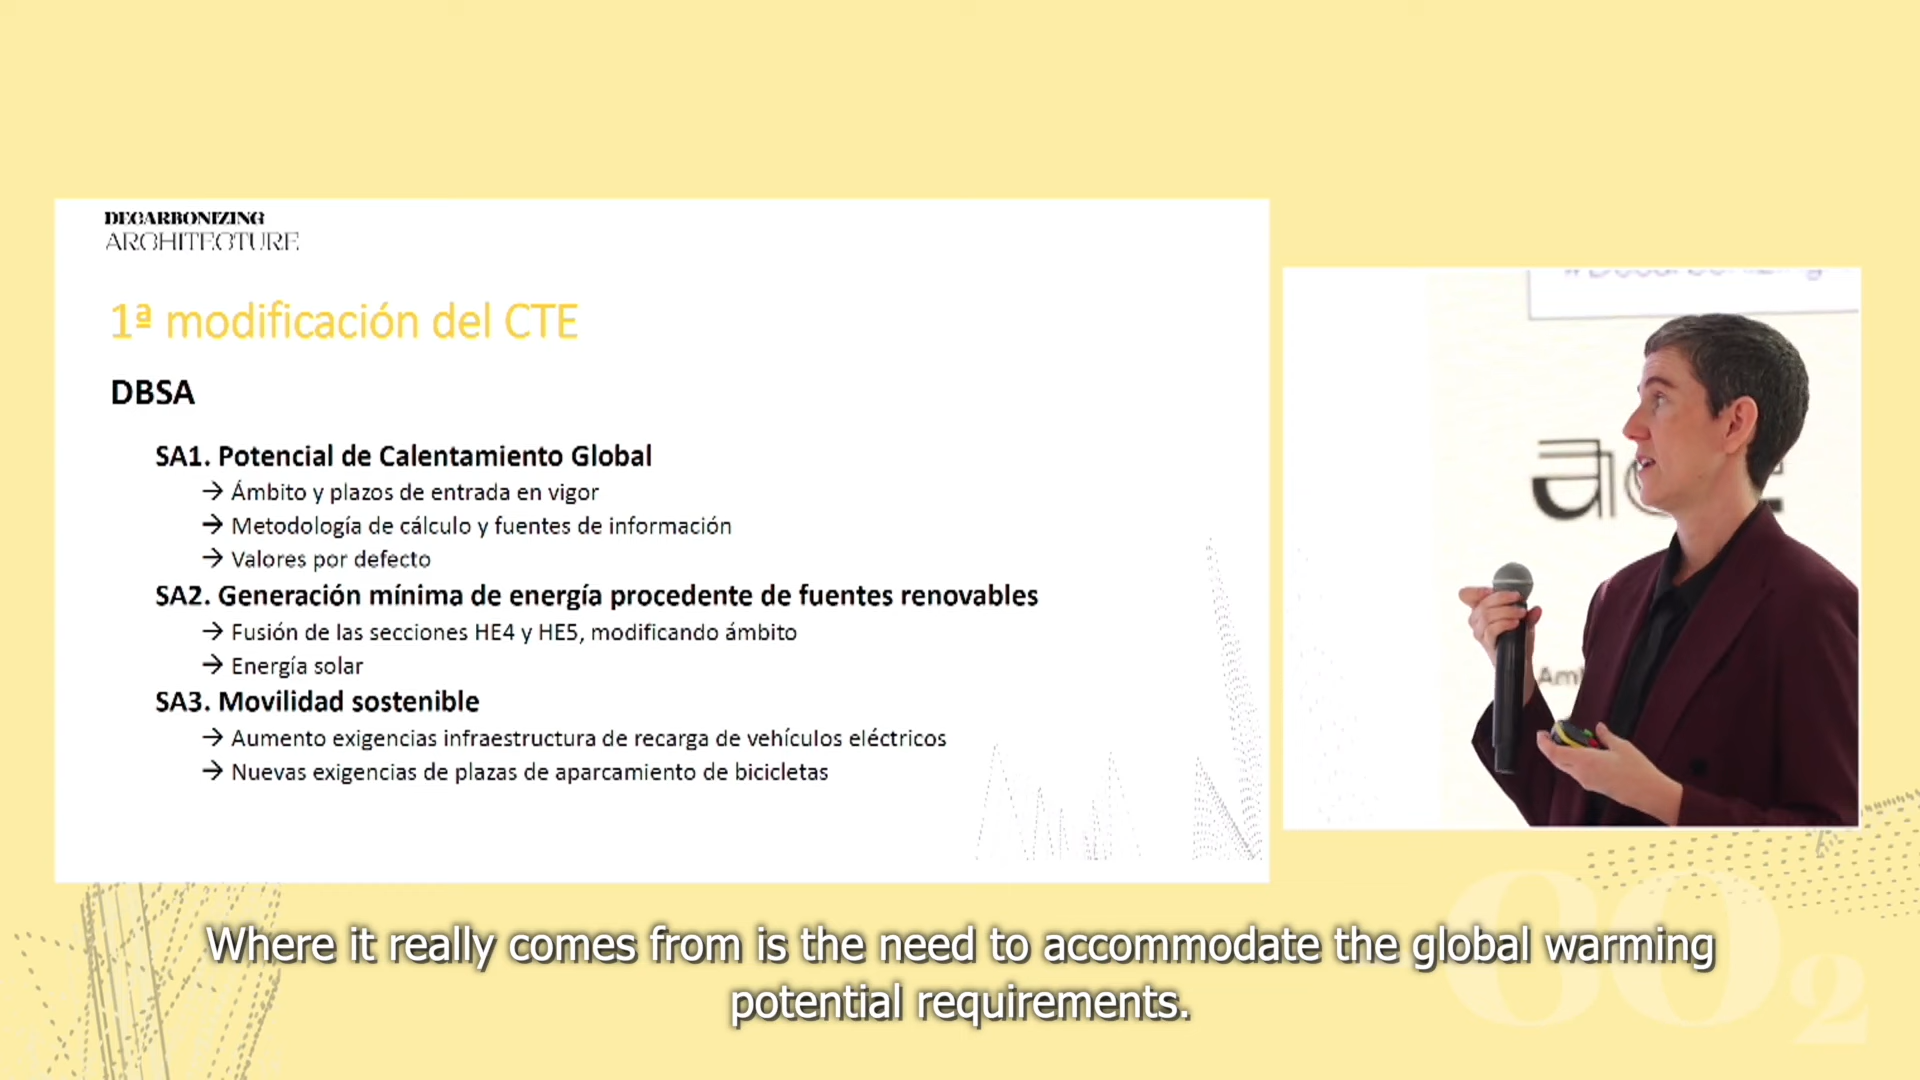 DECARBONIZING
ARCHITECTURE
1ª modificación del CTE
DBSA
SA1. Potencial de Calentamiento Global
→ Ámbito y plazos de entrada en vigor
→ Metodología de cálculo y fuentes de información
→ Valores por defecto
SA2. Generación mínima de energía procedente de fuentes renovables
→ Fusión de las secciones HE4 y HE5, modificando ámbito
→ Energía solar
SA3. Movilidad sostenible
→ Aumento exigencias infraestructura de recarga de vehículos eléctricos
→ Nuevas exigencias de plazas de aparcamiento de bicicletas
Where it really comes from is the need to accommodate the global warming
potential requirements.
CO2